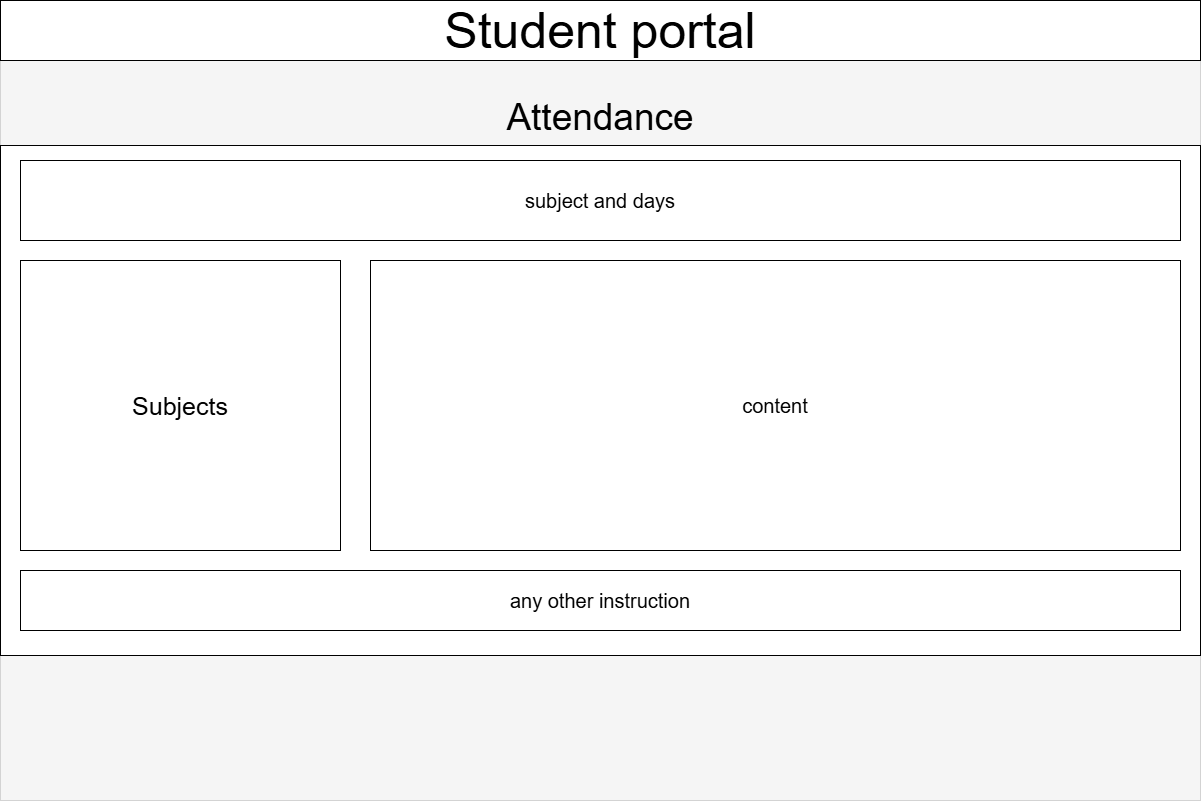 Student portal
Attendance
subject and days
Subjects
content
any other instruction